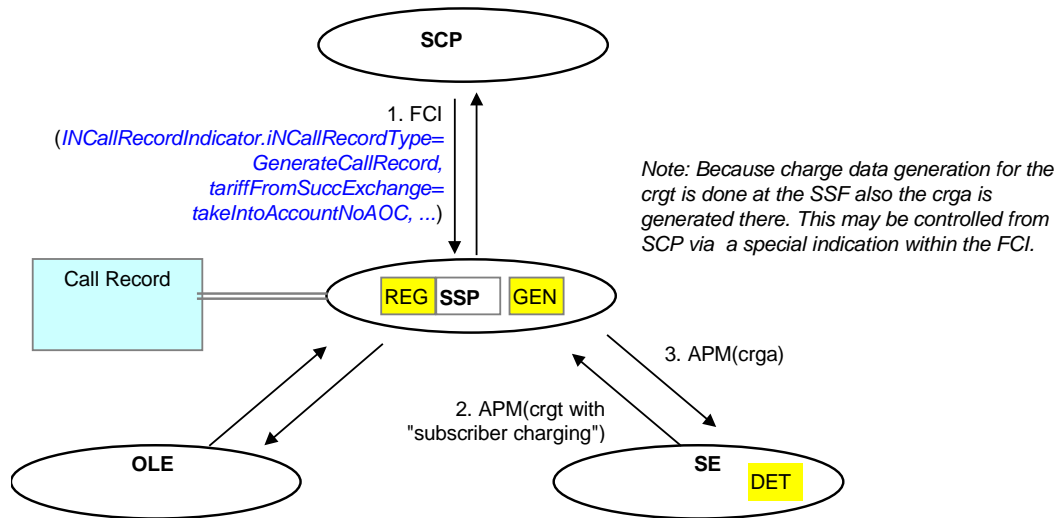 SCP
1. FCI
(INCallRecordIndicator.iNCallRecordType=
GenerateCallRecord,
tariffFromSuccExchange=
takeIntoAccountNoAOC, ...)
Note: Because charge data generation for the
crgt is done at the SSF also the crga is
generated there. This may be controlled from
SCP via a special indication within the FCI.
Call Record
REG SSP GEN
3. APM(crga)
2. APM(crgt with
"subscriber charging")
OLE
SE
DET